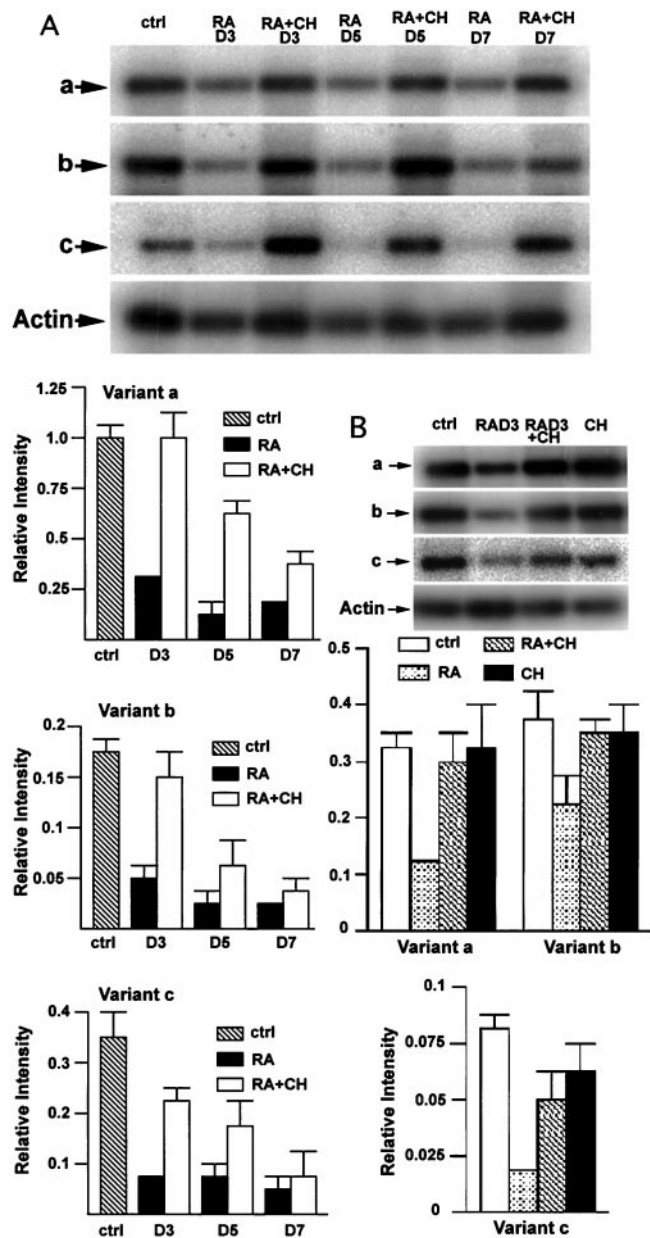 A
ctrl RA D3 RA+CH D3 RA D5 RA+CH D5 RA D7 RA+CH D7
a
b
c
Actin
Variant a
1.25
1.0
0.75
0.5
0.25
Relative Intensity
ctrl
RA
RA+CH
ctrl D3 D5 D7
Variant b
0.2
0.15
0.1
0.05
Relative Intensity
ctrl
RA
RA+CH
ctrl D3 D5 D7
Variant c
0.4
0.3
0.2
0.1
Relative Intensity
ctrl
RA
RA+CH
ctrl D3 D5 D7
B
ctrl RAD3 RAD3 +CH CH
a
b
c
Actin
ctrl RA+CH
RA CH
0.5
0.4
0.3
0.2
0.1
0
Relative Intensity
Variant a Variant b
0.1
0.075
0.05
0.025
0
Relative Intensity
Variant c